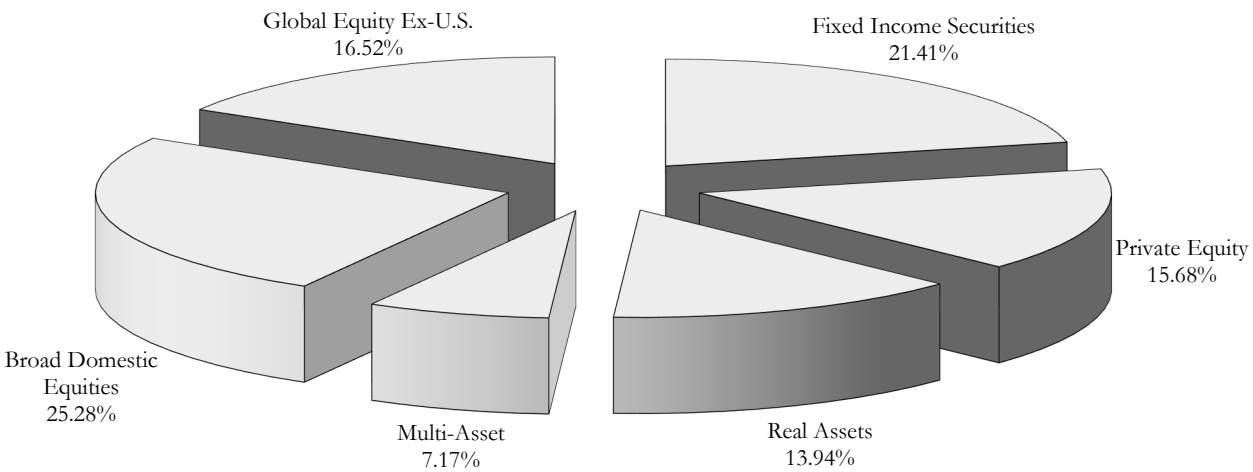 Global Equity Ex-U.S.
16.52%
Fixed Income Securities
21.41%
Private Equity
15.68%
Broad Domestic
Equities
25.28%
Multi-Asset
7.17%
Real Assets
13.94%